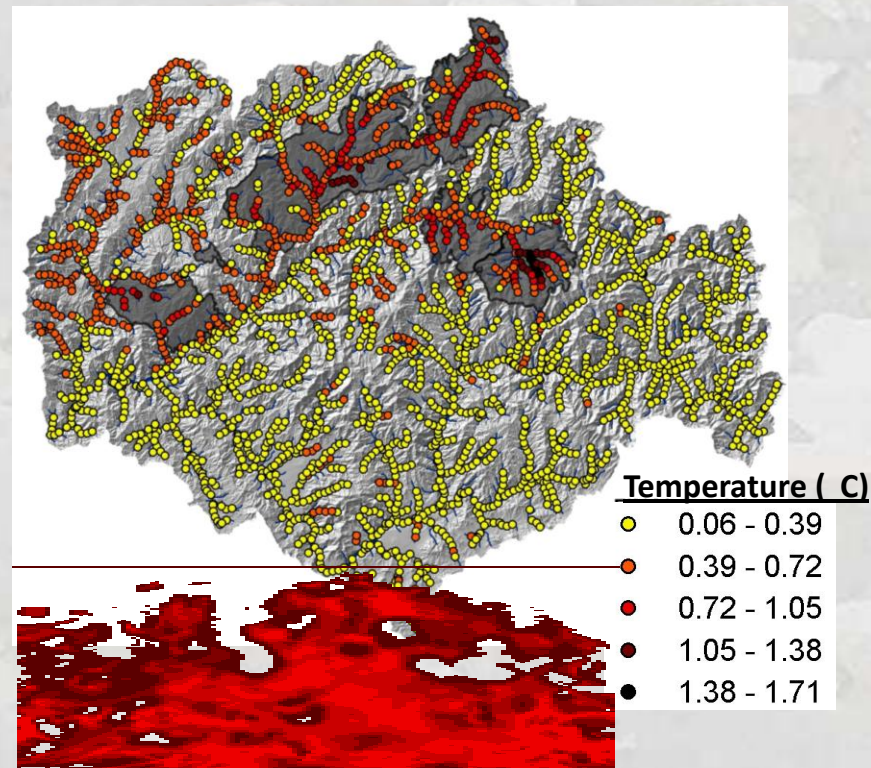 Temperature ( C)
0.06 - 0.39
0.39 - 0.72
0.72 - 1.05
1.05 - 1.38
1.38 - 1.71